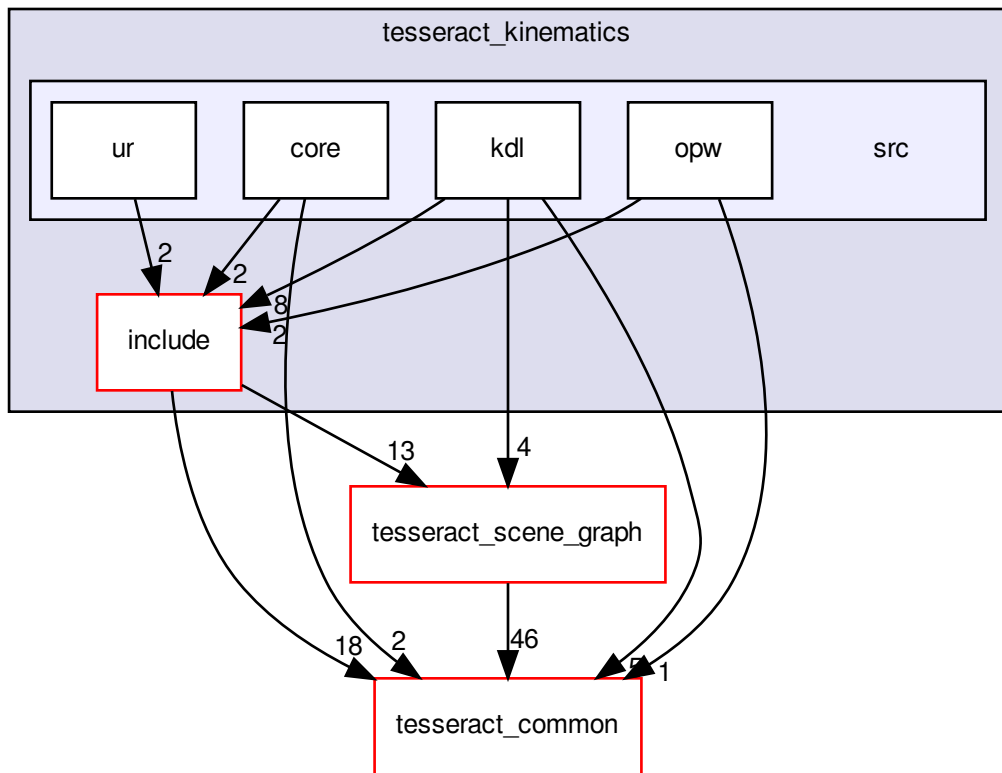 tesseract_kinematics
ur
core
kdl
opw
src
2
2
8
2
include
13
4
tesseract_scene_graph
18
2
46
1
tesseract_common